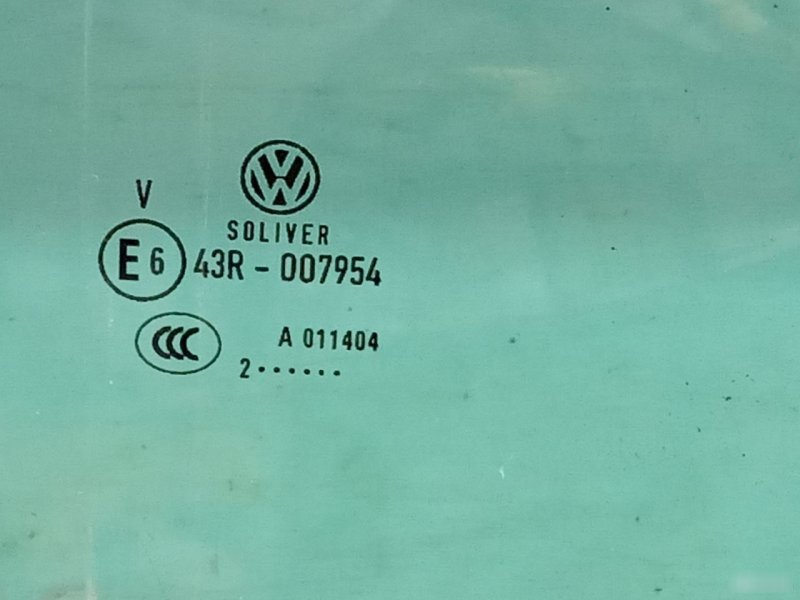 V
SOLIVER
E 6 43R - 007954
CCC A 011404
2······